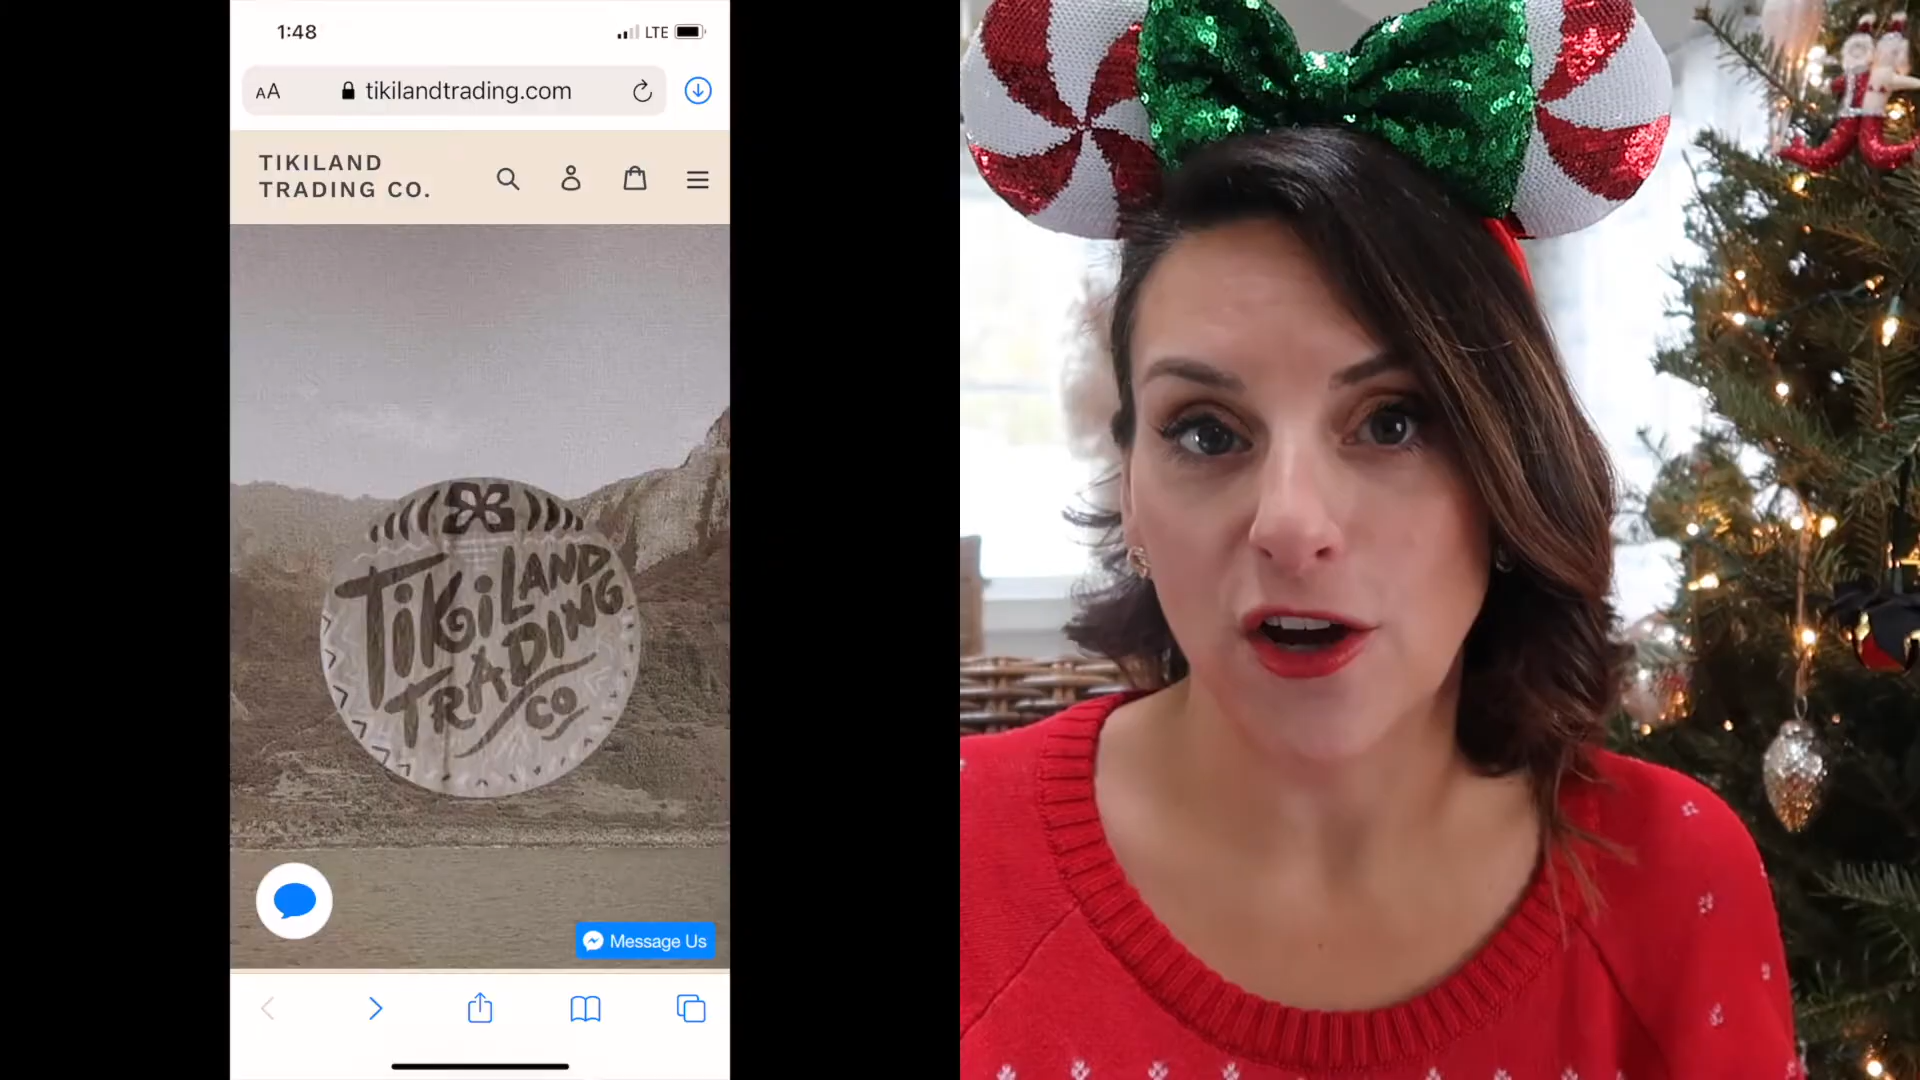 1:48
LTE
AA
tikilandtrading.com
TIKILAND
TRADING CO.
TiKiLAND
TRADING
CO
Message Us